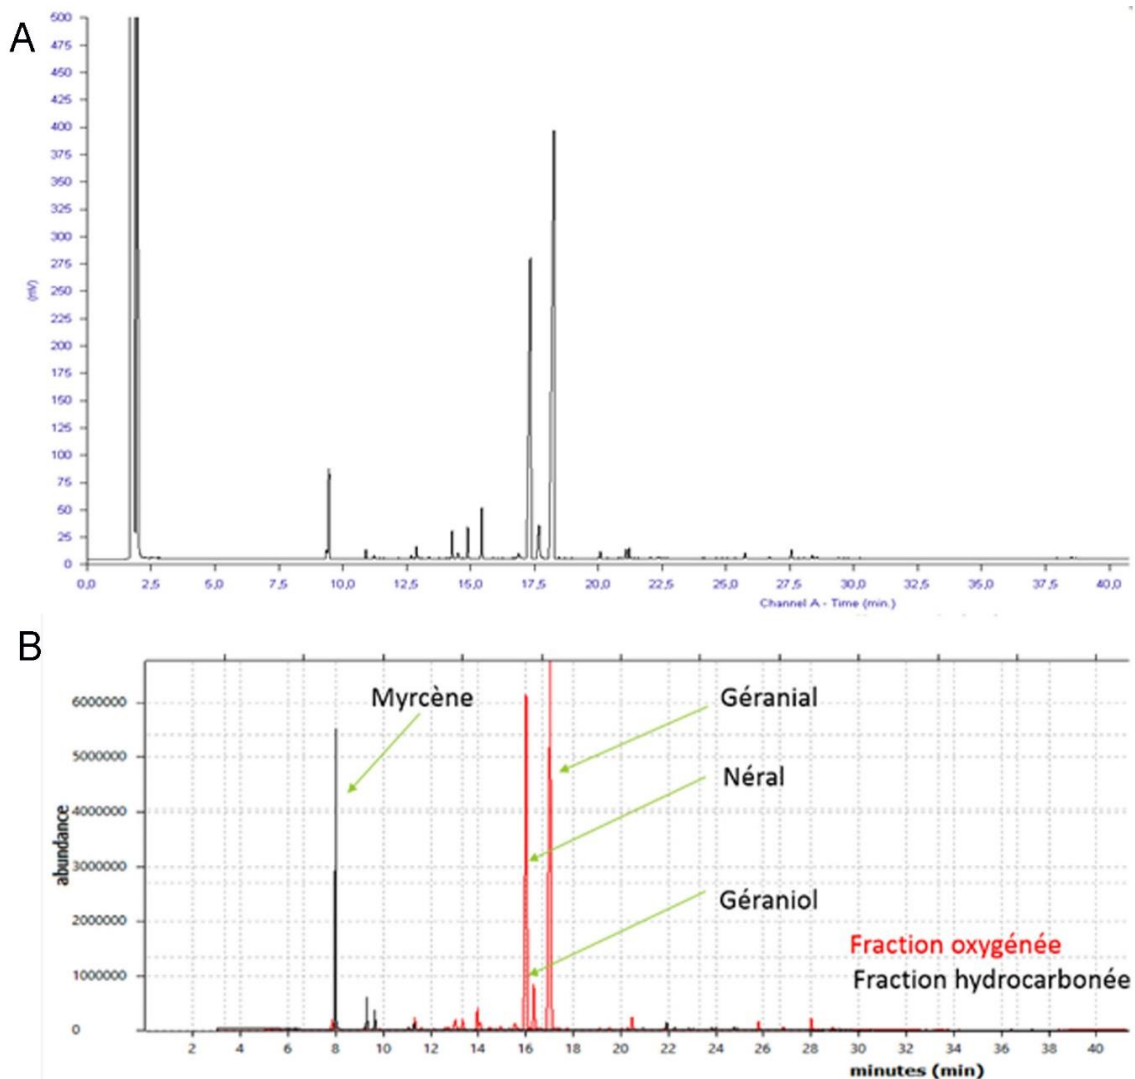 A
500
475
450
425
400
375
350
325
300
275
250
225
200
175
150
125
100
75
50
25
0
(mV)
0,0 2,5 5,0 7,5 10,0 12,5 15,0 17,5 20,0 22,5 25,0 27,5 30,0 32,5 35,0 37,5 40,0
Channel A - Time (min.)
B
Myrcène
Géranial
Néral
Géraniol
Fraction oxygénée
Fraction hydrocarbonée
abundance
6000000
5000000
4000000
3000000
2000000
1000000
0
2 4 6 8 10 12 14 16 18 20 22 24 26 28 30 32 34 36 38 40
minutes (min)